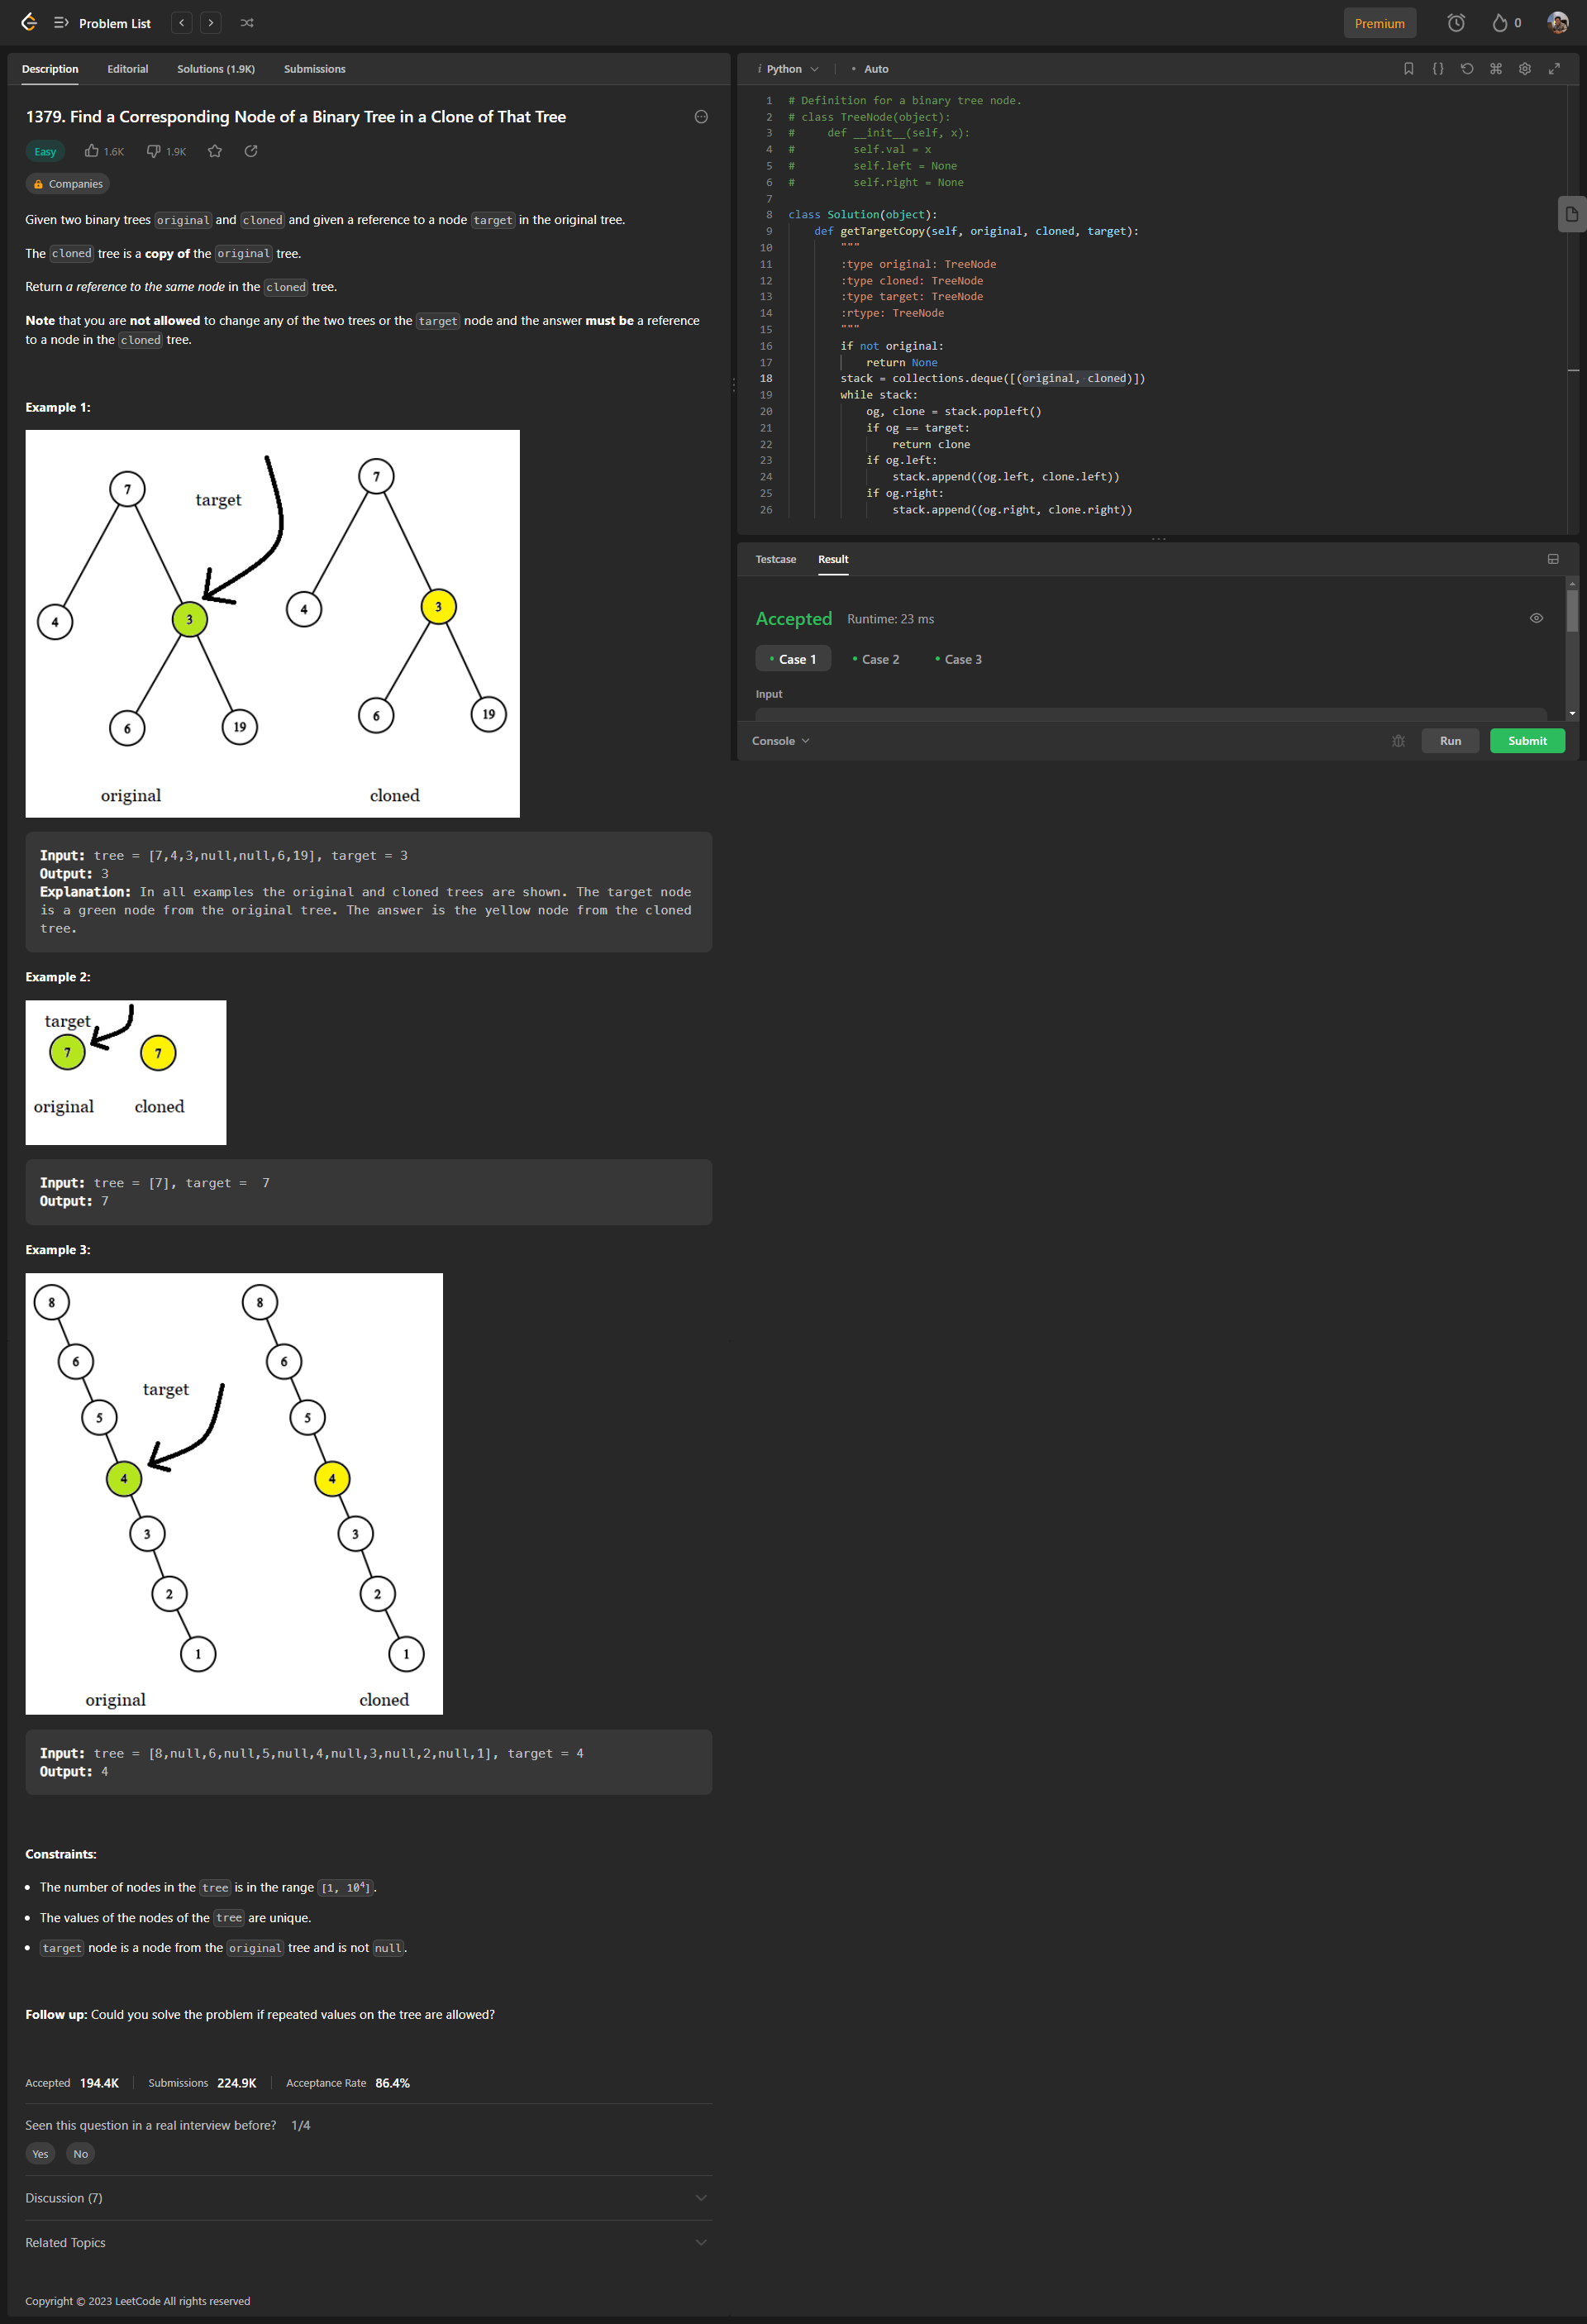 Problem List
Premium
0
Description Editorial Solutions (1.9K) Submissions
1379. Find a Corresponding Node of a Binary Tree in a Clone of That Tree
Easy 1.6K 1.9K
Companies
Given two binary trees original and cloned and given a reference to a node target in the original tree.
The cloned tree is a copy of the original tree.
Return a reference to the same node in the cloned tree.
Note that you are not allowed to change any of the two trees or the target node and the answer must be a reference
to a node in the cloned tree.
Example 1:
7
7
target
4
3
4
3
6
19
6
19
original
cloned
Input: tree = [7,4,3,null,null,6,19], target = 3
Output: 3
Explanation: In all examples the original and cloned trees are shown. The target node
is a green node from the original tree. The answer is the yellow node from the cloned
tree.
Example 2:
target
7
7
original
cloned
Input: tree = [7], target =  7
Output: 7
Example 3:
8
8
6
6
target
5
5
4
4
3
3
2
2
1
1
original
cloned
Input: tree = [8,null,6,null,5,null,4,null,3,null,2,null,1], target = 4
Output: 4
Constraints:
• The number of nodes in the tree is in the range [1, 10⁴].
• The values of the nodes of the tree are unique.
• target node is a node from the original tree and is not null.
Follow up: Could you solve the problem if repeated values on the tree are allowed?
Accepted 194.4K Submissions 224.9K Acceptance Rate 86.4%
Seen this question in a real interview before? 1/4
Yes No
Discussion (7)
Related Topics
Copyright © 2023 LeetCode All rights reserved
i Python • Auto
1 # Definition for a binary tree node.
2 # class TreeNode(object):
3 #     def __init__(self, x):
4 #         self.val = x
5 #         self.left = None
6 #         self.right = None
7
8 class Solution(object):
9     def getTargetCopy(self, original, cloned, target):
10         """
11         :type original: TreeNode
12         :type cloned: TreeNode
13         :type target: TreeNode
14         :rtype: TreeNode
15         """
16         if not original:
17             return None
18         stack = collections.deque([(original, cloned)])
19         while stack:
20             og, clone = stack.popleft()
21             if og == target:
22                 return clone
23             if og.left:
24                 stack.append((og.left, clone.left))
25             if og.right:
26                 stack.append((og.right, clone.right))
Testcase Result
Accepted Runtime: 23 ms
• Case 1 • Case 2 • Case 3
Input
Console Run Submit